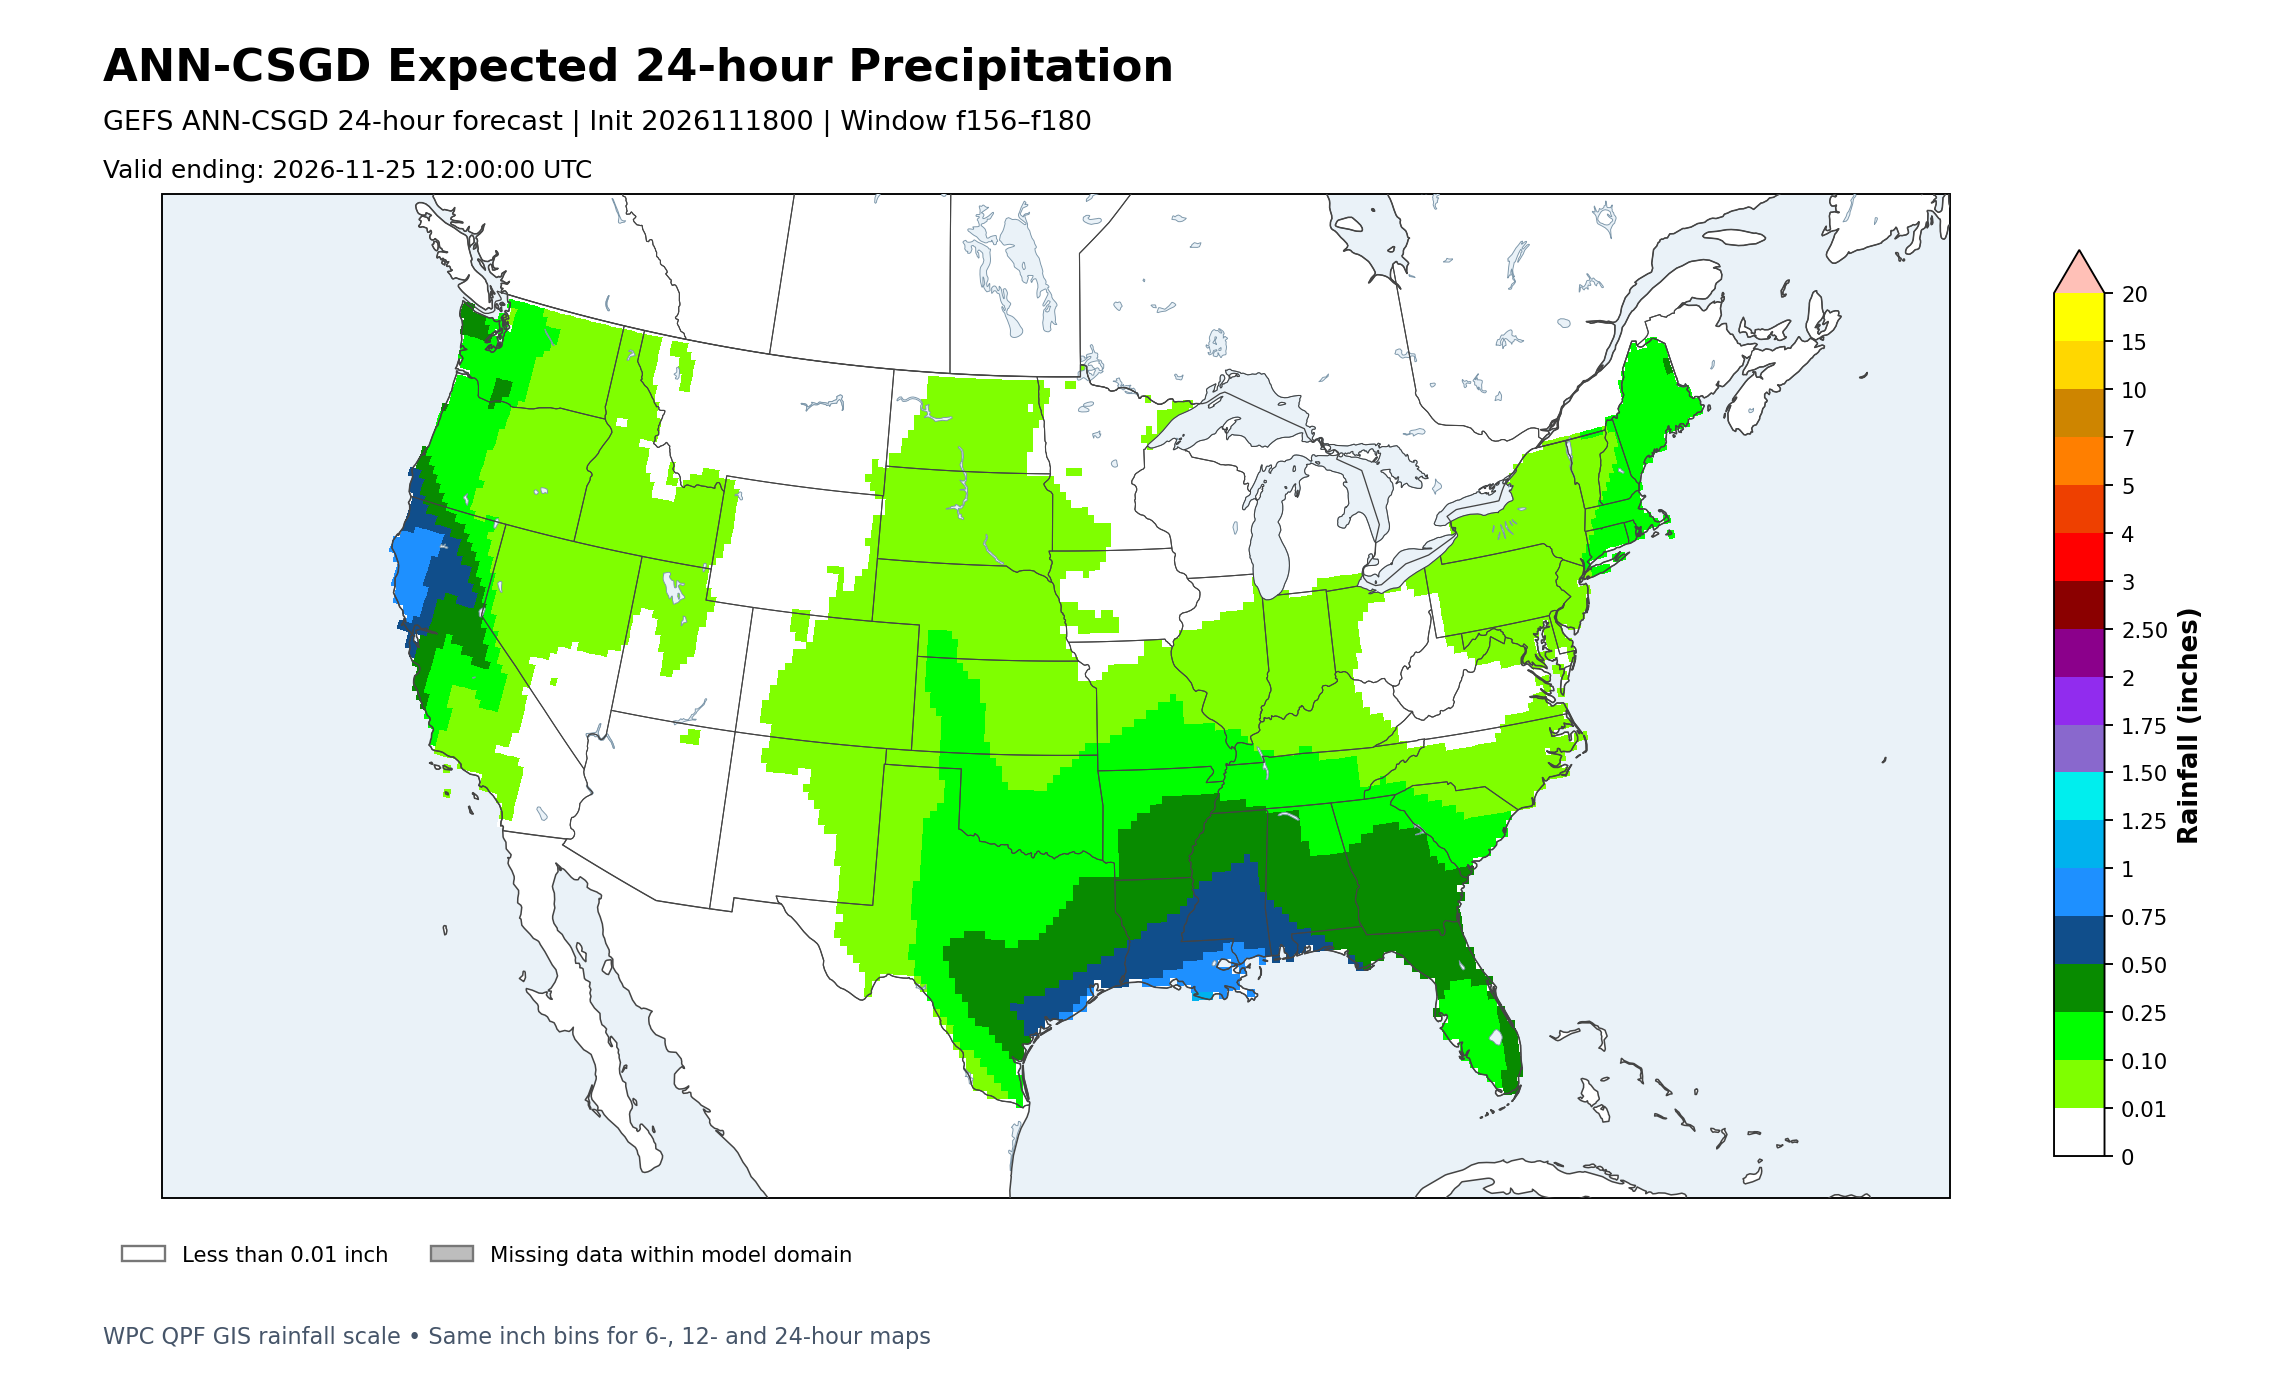 ANN-CSGD Expected 24-hour Precipitation
GEFS ANN-CSGD 24-hour forecast | Init 2026111800 | Window f156–f180
Valid ending: 2026-11-25 12:00:00 UTC
20
15
10
7
5
4
3
2.50
2
1.75
1.50
1.25
1
0.75
0.50
0.25
0.10
0.01
0
Rainfall (inches)
Less than 0.01 inch
Missing data within model domain
WPC QPF GIS rainfall scale • Same inch bins for 6-, 12- and 24-hour maps